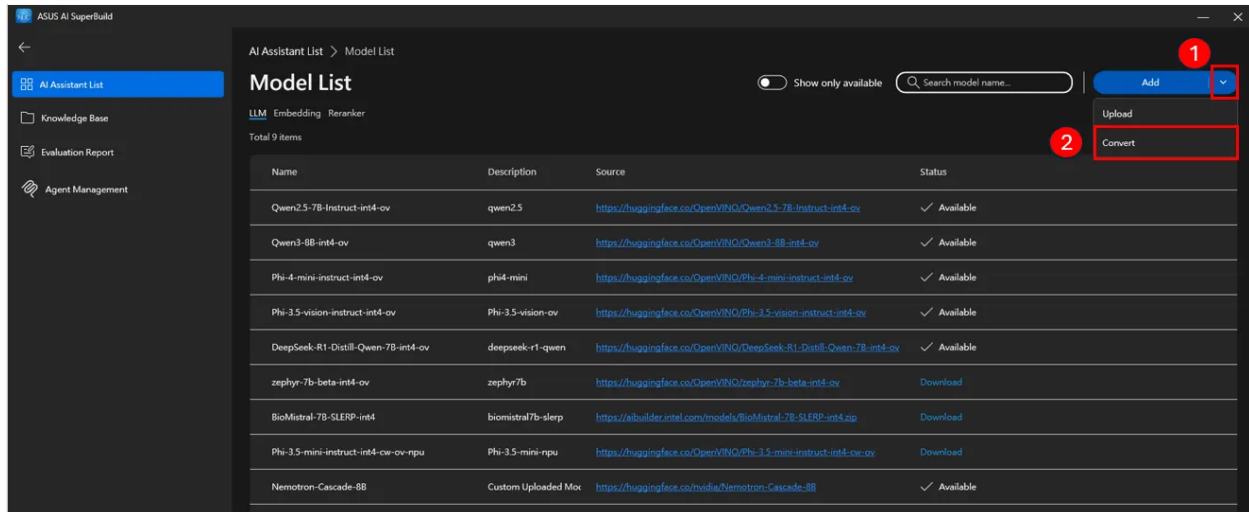 ASUS AI SuperBuild
AI Assistant List > Model List
1
AI Assistant List
Model List
Show only available
Search model name...
Add
Knowledge Base
LLM Embedding Reranker
Upload
Total 9 items
2
Convert
Evaluation Report
Agent Management
Name Description Source Status
Qwen2.5-7B-Instruct-int4-ov qwen2.5 https://huggingface.co/OpenVINO/Qwen2.5-7B-Instruct-int4-ov Available
Qwen3-8B-int4-ov qwen3 https://huggingface.co/OpenVINO/Qwen3-8B-int4-ov Available
Phi-4-mini-instruct-int4-ov phi4-mini https://huggingface.co/OpenVINO/Phi-4-mini-instruct-int4-ov Available
Phi-3.5-vision-instruct-int4-ov Phi-3.5-vision-ov https://huggingface.co/OpenVINO/Phi-3.5-vision-instruct-int4-ov Available
DeepSeek-R1-Distill-Qwen-7B-int4-ov deepseek-r1-qwen https://huggingface.co/OpenVINO/DeepSeek-R1-Distill-Qwen-7B-int4-ov Available
zephyr-7b-beta-int4-ov zephyr7b https://huggingface.co/OpenVINO/zephyr-7b-beta-int4-ov Download
BioMistral-7B-SLERP-int4 biomistral7b-slerp https://aibuilder.intel.com/models/BioMistral-7B-SLERP-int4.zip Download
Phi-3.5-mini-instruct-int4-cw-ov-npu Phi-3.5-mini-npu https://huggingface.co/OpenVINO/Phi-3.5-mini-instruct-int4-cw-ov Download
Nemotron-Cascade-8B Custom Uploaded Moc https://huggingface.co/nvidia/Nemotron-Cascade-8B Available